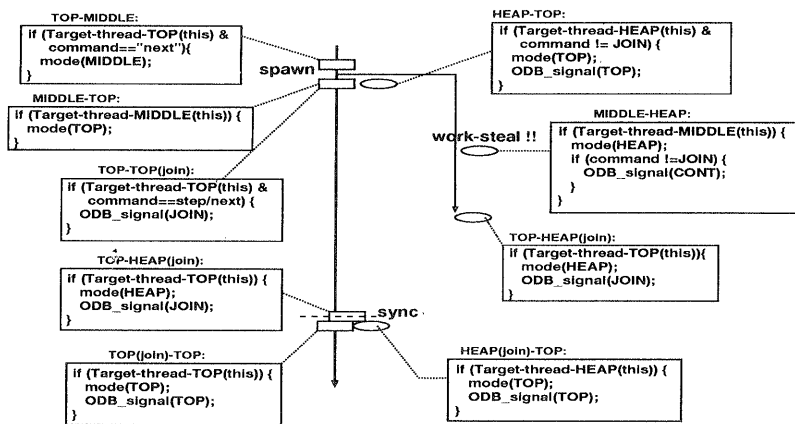 TOP-MIDDLE:
if (Target-thread-TOP(this) &
command=="next"){
mode(MIDDLE);
}
MIDDLE-TOP:
if (Target-thread-MIDDLE(this)) {
mode(TOP);
}
TOP-TOP(join):
if (Target-thread-TOP(this) &
command==step/next) {
ODB_signal(JOIN);
}
TOP-HEAP(join):
if (Target-thread-TOP(this)) {
mode(HEAP);
ODB_signal(JOIN);
}
TOP(join)-TOP:
if (Target-thread-TOP(this)) {
mode(TOP);
ODB_signal(TOP);
}
spawn
work-steal !!
sync
HEAP-TOP:
if (Target-thread-HEAP(this) &
command != JOIN) {
mode(TOP);
ODB_signal(TOP);
}
MIDDLE-HEAP:
if (Target-thread-MIDDLE(this)) {
mode(HEAP);
if (command !=JOIN) {
ODB_signal(CONT);
}
}
TOP-HEAP(join):
if (Target-thread-TOP(this)){
mode(HEAP);
ODB_signal(JOIN);
}
HEAP(join)-TOP:
if (Target-thread-HEAP(this)) {
mode(TOP);
ODB_signal(TOP);
}